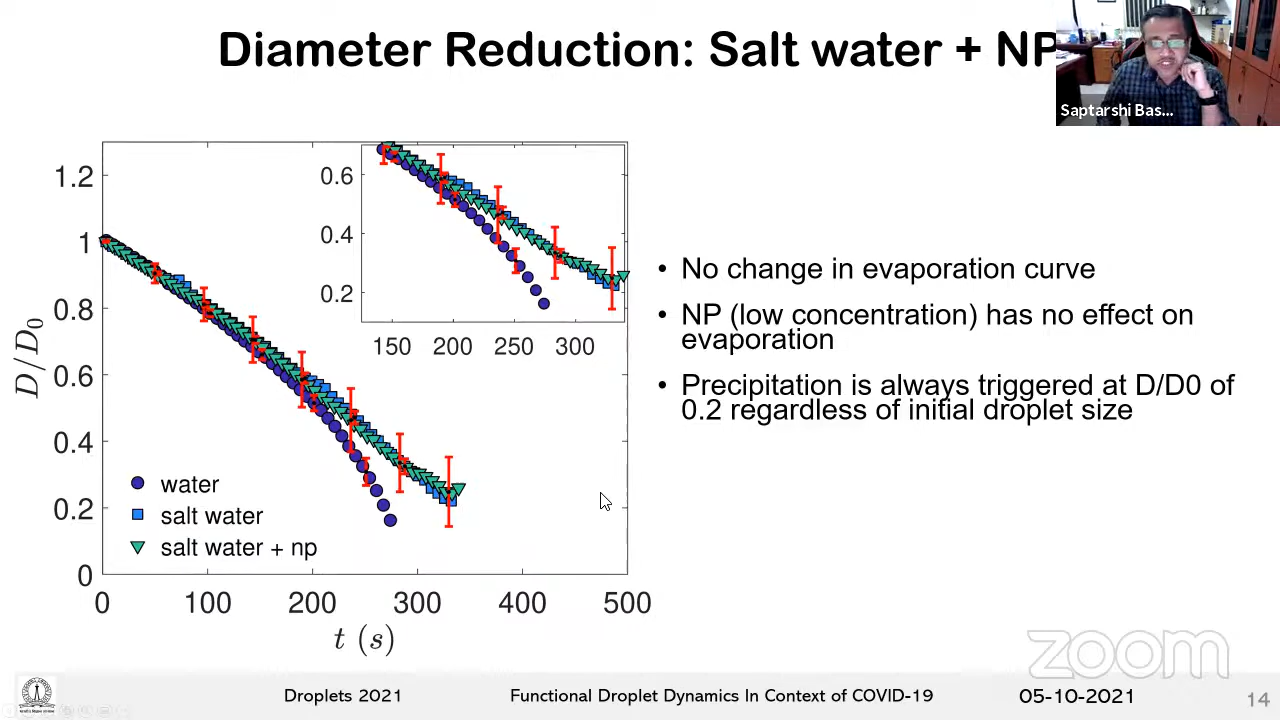 Diameter Reduction: Salt water + NP
Saptarshi Bas...
1.2
1
0.8
0.6
0.4
0.2
0
D/D0
0 100 200 300 400 500
t (s)
0.6
0.4
0.2
150 200 250 300
water
salt water
salt water + np
• No change in evaporation curve
• NP (low concentration) has no effect on
evaporation
• Precipitation is always triggered at D/D0 of
0.2 regardless of initial droplet size
zoom
Droplets 2021 Functional Droplet Dynamics In Context of COVID-19 05-10-2021 14